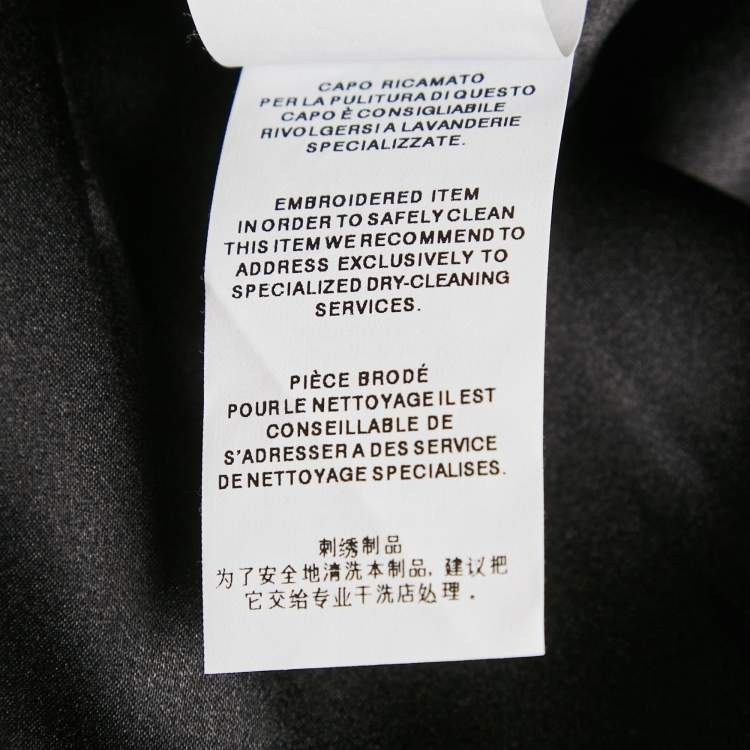 CAPO RICAMATO
PER LA PULITURA DI QUESTO
CAPO È CONSIGLIABILE
RIVOLGERSI A LAVANDERIE
SPECIALIZZATE.
EMBROIDERED ITEM
IN ORDER TO SAFELY CLEAN
THIS ITEM WE RECOMMEND TO
ADDRESS EXCLUSIVELY TO
SPECIALIZED DRY-CLEANING
SERVICES.
PIÈCE BRODÉ
POUR LE NETTOYAGE IL EST
CONSEILLABLE DE
S'ADRESSER A DES SERVICE
DE NETTOYAGE SPECIALISES.
刺绣制品
为了安全地清洗本制品, 建议把
它交给专业干洗店处理.